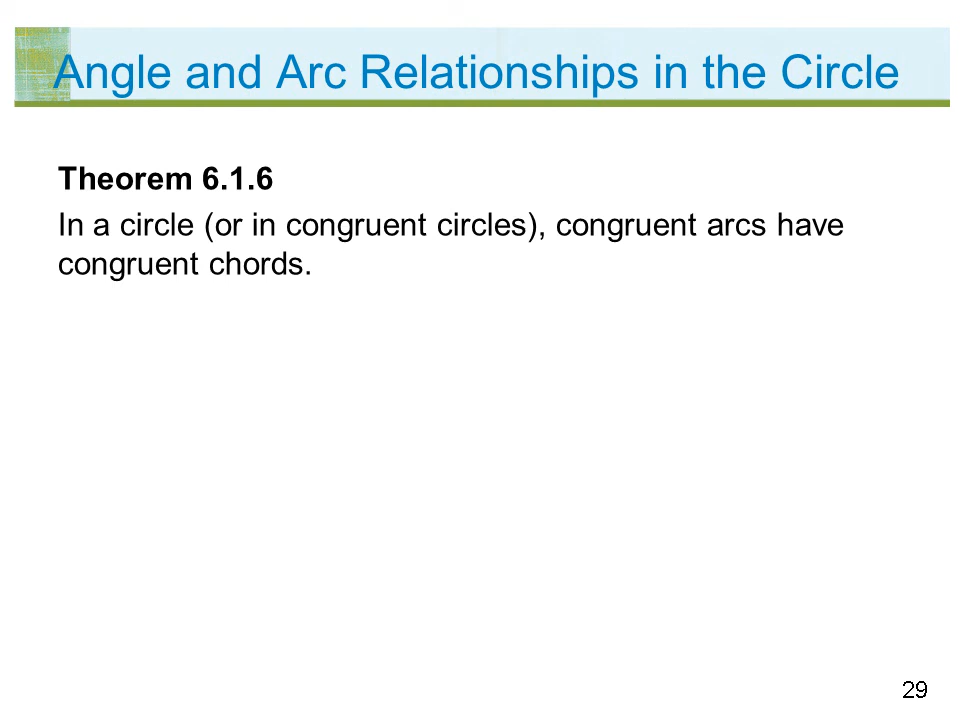 Angle and Arc Relationships in the Circle
Theorem 6.1.6
In a circle (or in congruent circles), congruent arcs have
congruent chords.
29